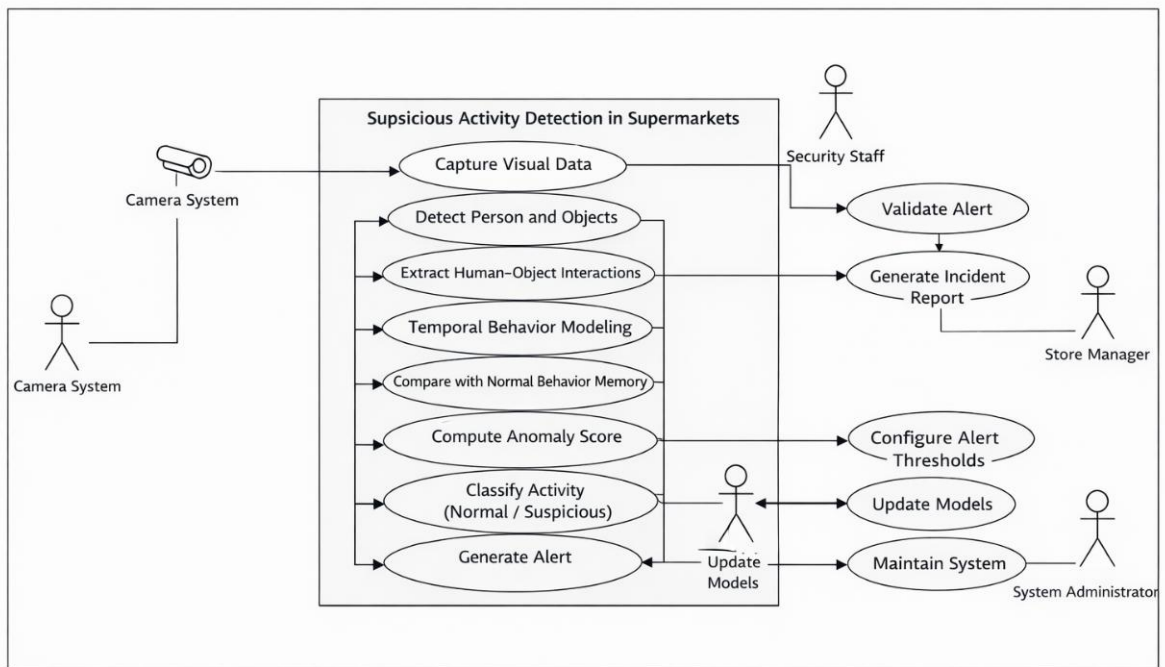 Supsicious Activity Detection in Supermarkets
Capture Visual Data
Detect Person and Objects
Extract Human–Object Interactions
Temporal Behavior Modeling
Compare with Normal Behavior Memory
Compute Anomaly Score
Classify Activity
(Normal / Suspicious)
Generate Alert
Camera System
Camera System
Security Staff
Validate Alert
Generate Incident
Report
Store Manager
Configure Alert
Thresholds
Update Models
Update
Models
Maintain System
System Administrator